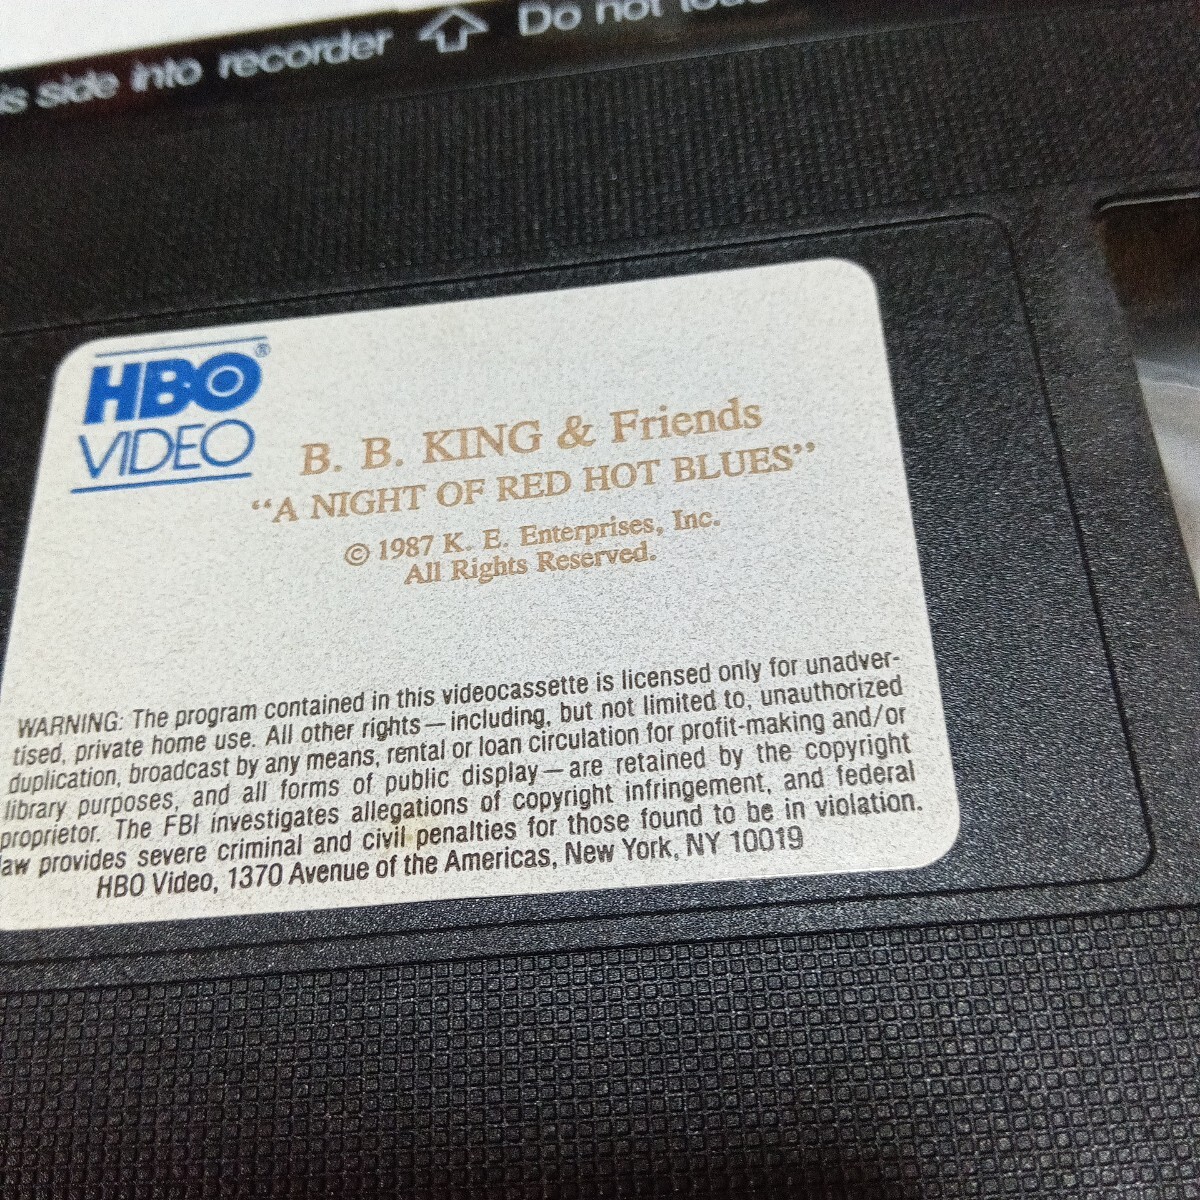 side into recorder
Do not
HBO®
VIDEO
B. B. KING & Friends
“A NIGHT OF RED HOT BLUES”
© 1987 K. E. Enterprises, Inc.
All Rights Reserved.
WARNING: The program contained in this videocassette is licensed only for unadver-
tised, private home use. All other rights—including, but not limited to, unauthorized
duplication, broadcast by any means, rental or loan circulation for profit-making and/or
library purposes, and all forms of public display—are retained by the copyright
proprietor. The FBI investigates allegations of copyright infringement, and federal
law provides severe criminal and civil penalties for those found to be in violation.
HBO Video, 1370 Avenue of the Americas, New York, NY 10019